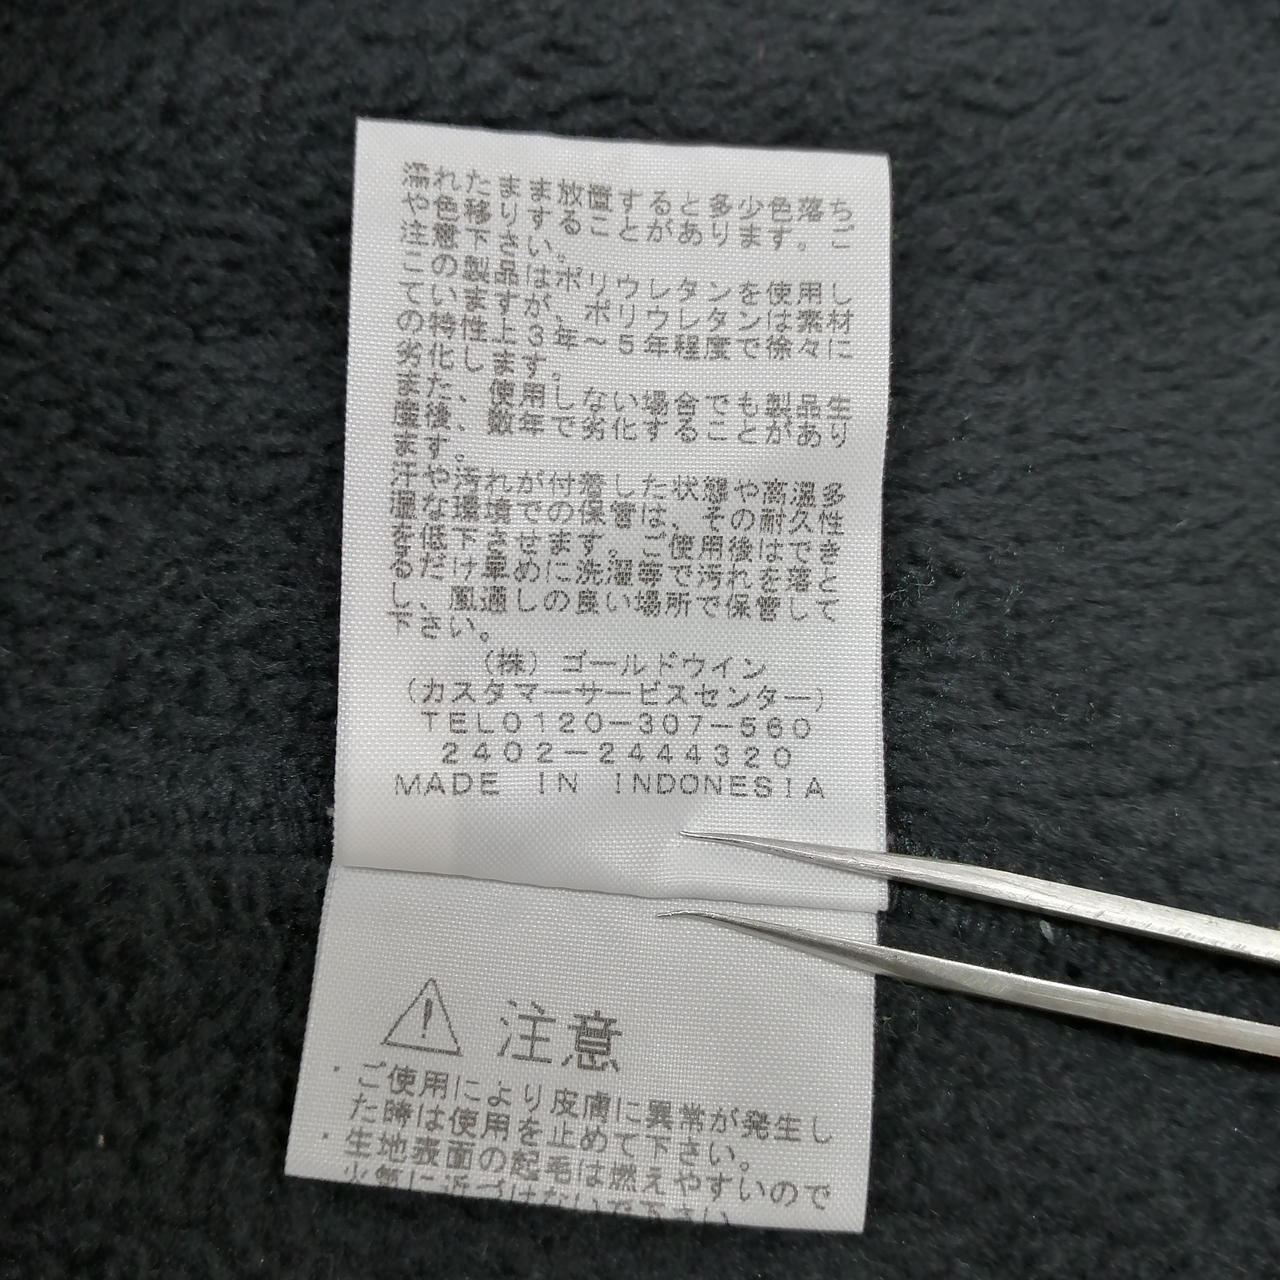 濡れたまま放置すると多少色落ち
や色移りすることがあります。ご
注意下さい。
この製品はポリウレタンを使用し
ていますが、ポリウレタンは素材
の特性上3年～5年程度で徐々に
劣化します。
また、使用しない場合でも製品生
産後、数年で劣化することがあり
ます。
汗や汚れが付着した状態や高温多
湿な環境での保管は、その耐久性
を低下させます。ご使用後はでき
るだけ早めに洗濯等で汚れを落と
し、風通しの良い場所で保管して
下さい。
(株)ゴールドウイン
(カスタマーサービスセンター)
TEL0120-307-560
2402-2444320
MADE IN INDONESIA
注意
・ご使用により皮膚に異常が発生し
た時は使用を止めて下さい。
・生地表面の起毛は燃えやすいので
火気に近づけないで下さい。